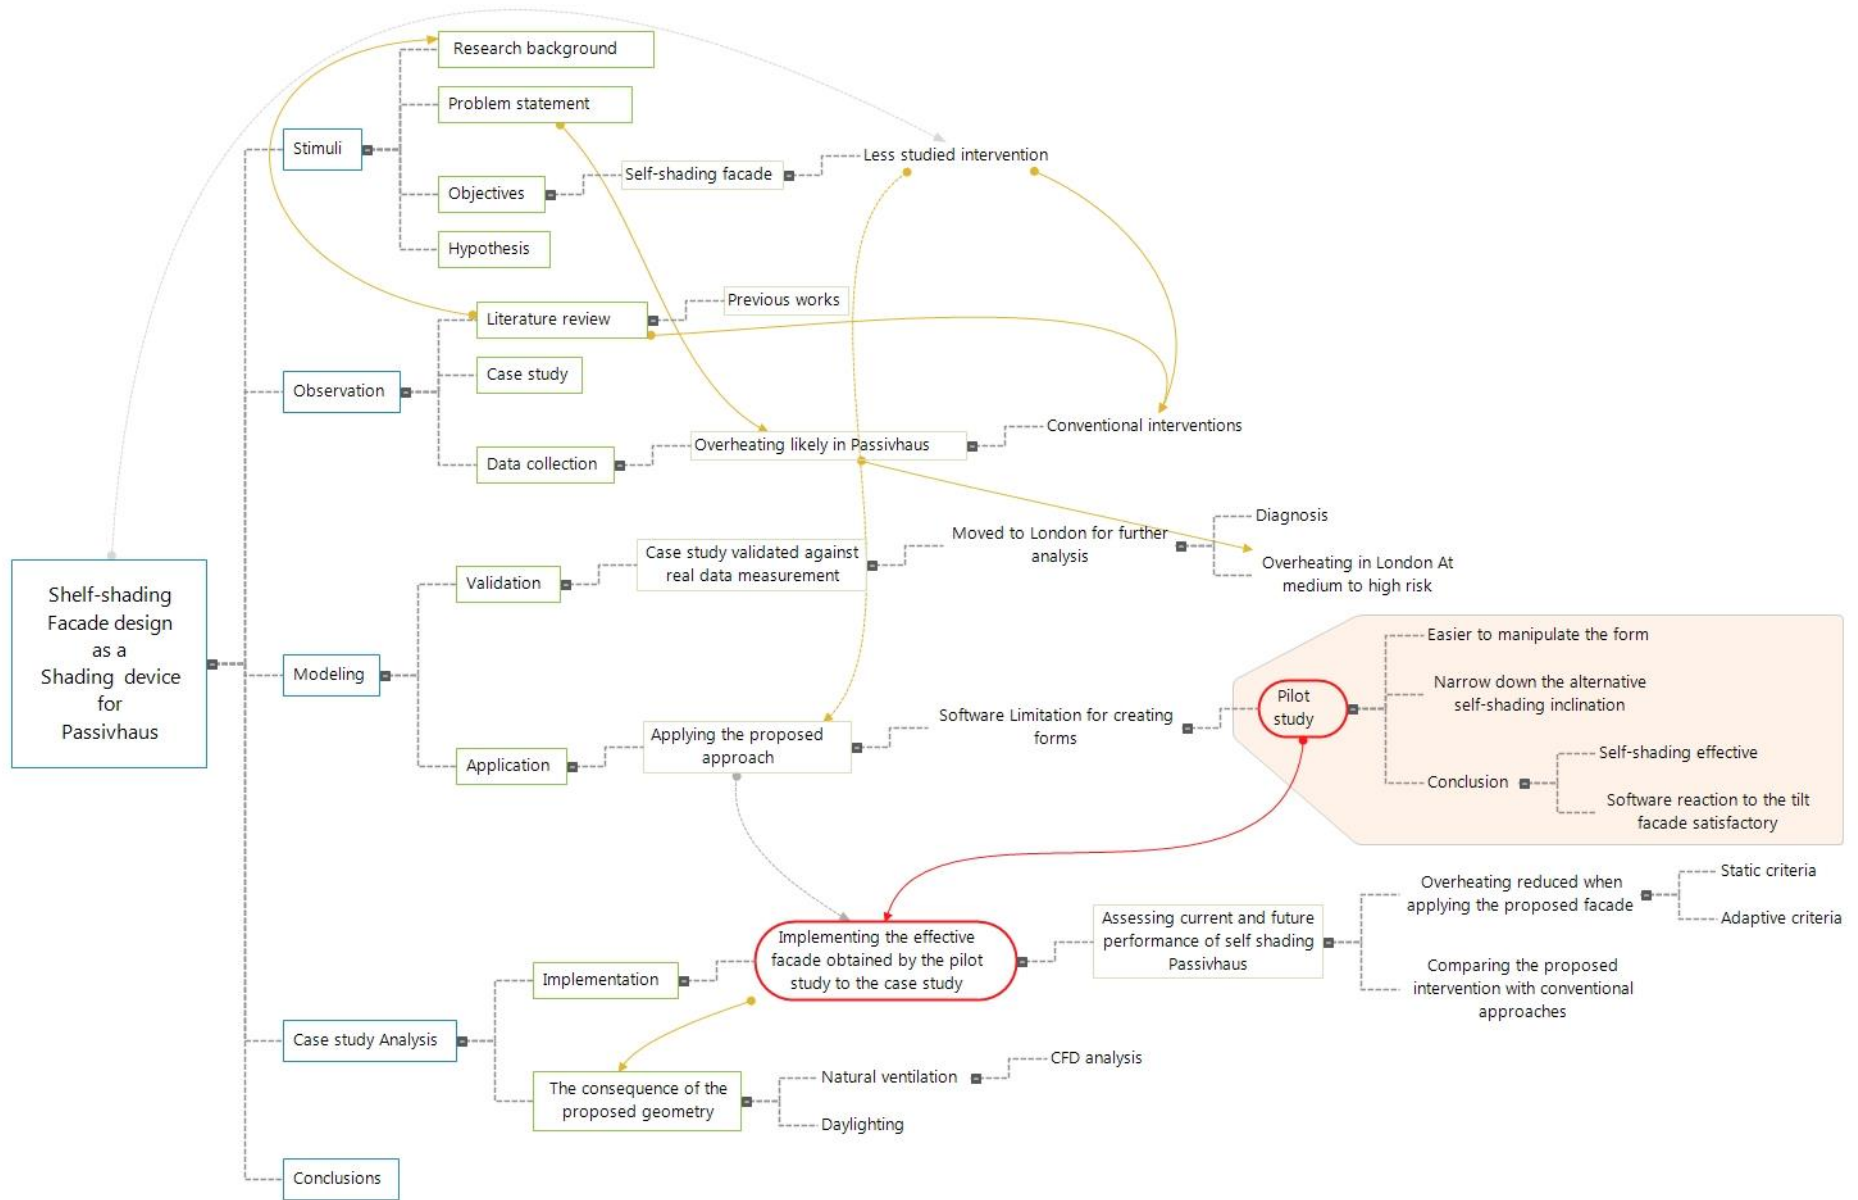 Research background
Problem statement
Stimuli
Less studied intervention
Self-shading facade
Objectives
Hypothesis
Previous works
Literature review
Case study
Observation
Conventional interventions
Overheating likely in Passivhaus
Data collection
Diagnosis
Moved to London for further
analysis
Case study validated against
real data measurement
Overheating in London At
medium to high risk
Validation
Shelf-shading
Facade design
as a
Shading device
for
Passivhaus
Modeling
Easier to manipulate the form
Narrow down the alternative
self-shading inclination
Pilot
study
Software Limitation for creating
forms
Applying the proposed
approach
Application
Self-shading effective
Conclusion
Software reaction to the tilt
facade satisfactory
Static criteria
Overheating reduced when
applying the proposed facade
Adaptive criteria
Assessing current and future
performance of self shading
Passivhaus
Implementing the effective
facade obtained by the pilot
study to the case study
Implementation
Comparing the proposed
intervention with conventional
approaches
Case study Analysis
CFD analysis
Natural ventilation
The consequence of the
proposed geometry
Daylighting
Conclusions